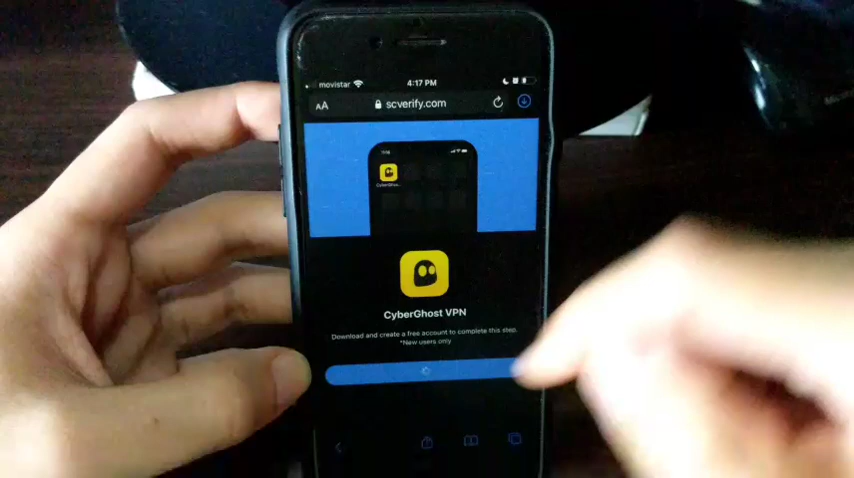 movistar 4:17 PM
AA scverify.com
CyberGhos...
CyberGhost VPN
Download and create a free account to complete this step.
*New users only